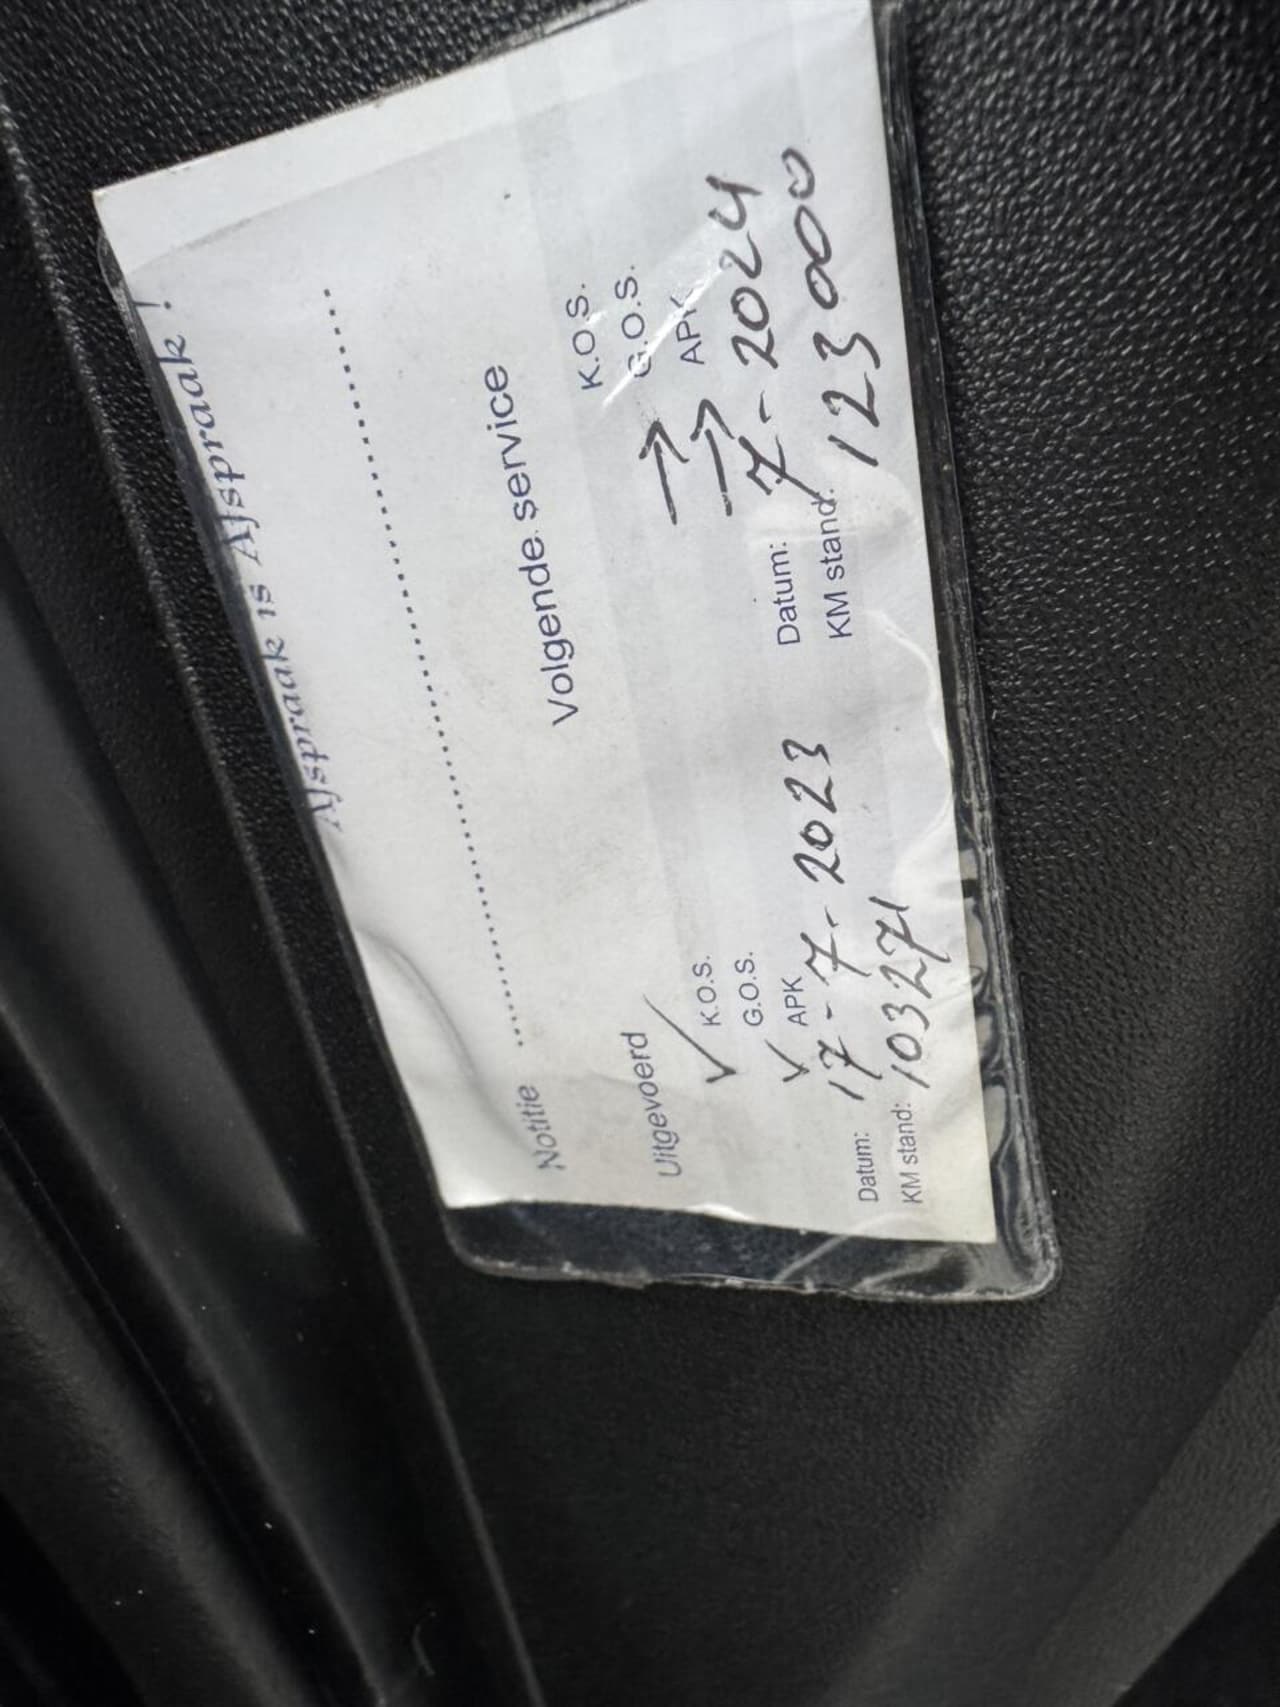 Afspraak is Afspraak !
Notitie ..........................................
Volgende service
Uitgevoerd
✓ K.O.S.
G.O.S.
✓ APK
Datum: 17-7-2023
KM stand: 103271
K.O.S.
→ G.O.S.
→ APK
Datum: 7-2024
KM stand: 123000